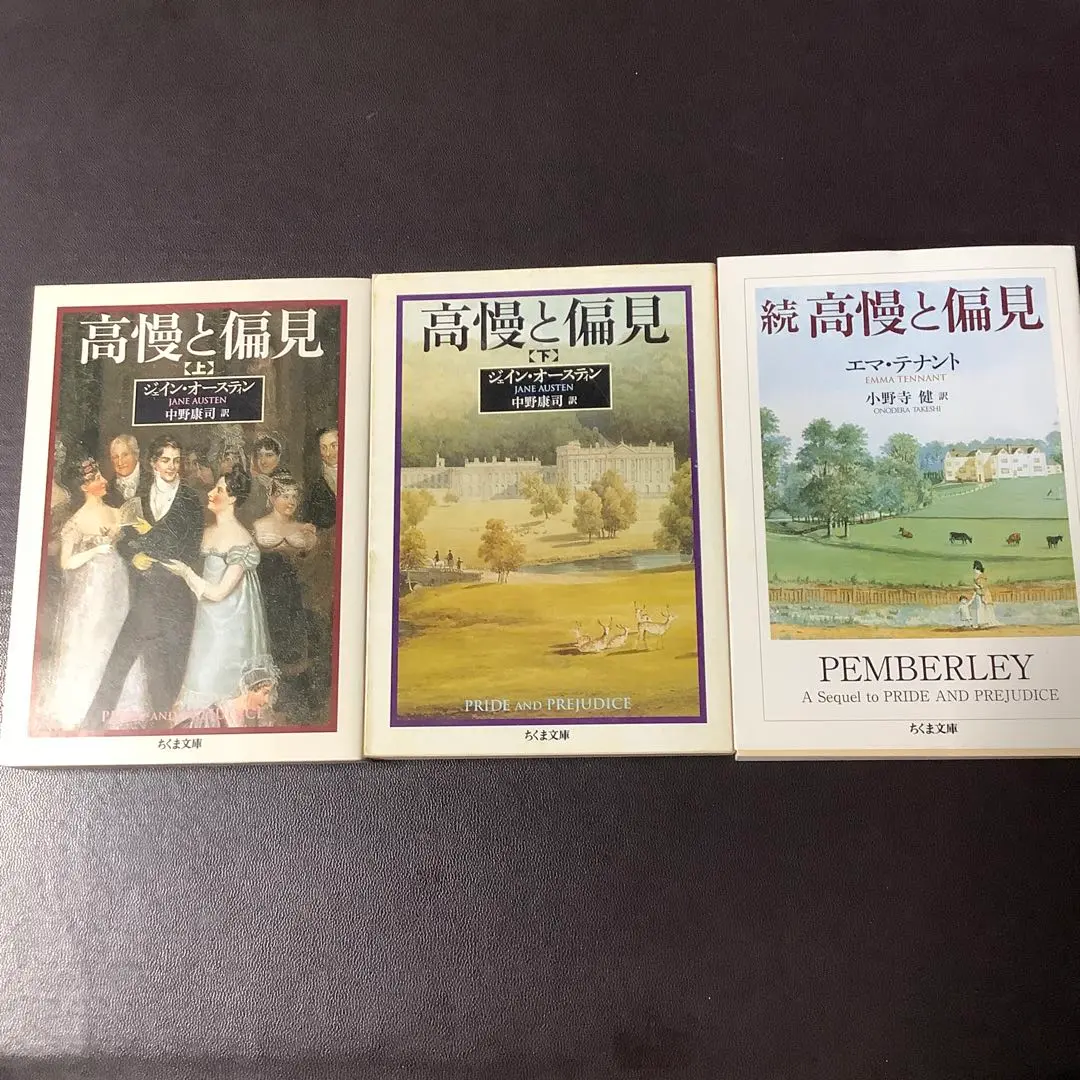 高慢と偏見
【上】
ジェイン・オースティン
JANE AUSTEN
中野康司 訳
PRIDE AND PREJUDICE
ちくま文庫
高慢と偏見
【下】
ジェイン・オースティン
JANE AUSTEN
中野康司 訳
PRIDE AND PREJUDICE
ちくま文庫
続 高慢と偏見
エマ・テナント
EMMA TENNANT
小野寺 健 訳
ONODERA TAKESHI
PEMBERLEY
A Sequel to PRIDE AND PREJUDICE
ちくま文庫